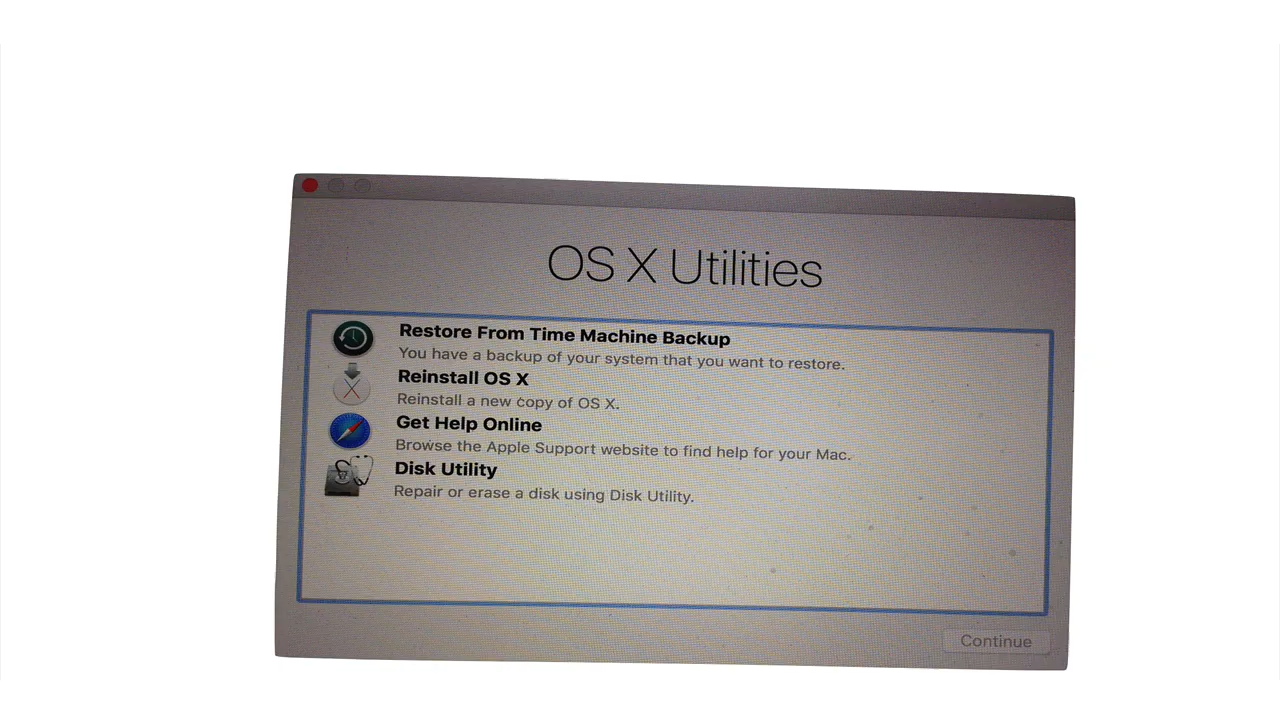 OS X Utilities
Restore From Time Machine Backup
You have a backup of your system that you want to restore.
Reinstall OS X
Reinstall a new copy of OS X.
Get Help Online
Browse the Apple Support website to find help for your Mac.
Disk Utility
Repair or erase a disk using Disk Utility.
Continue